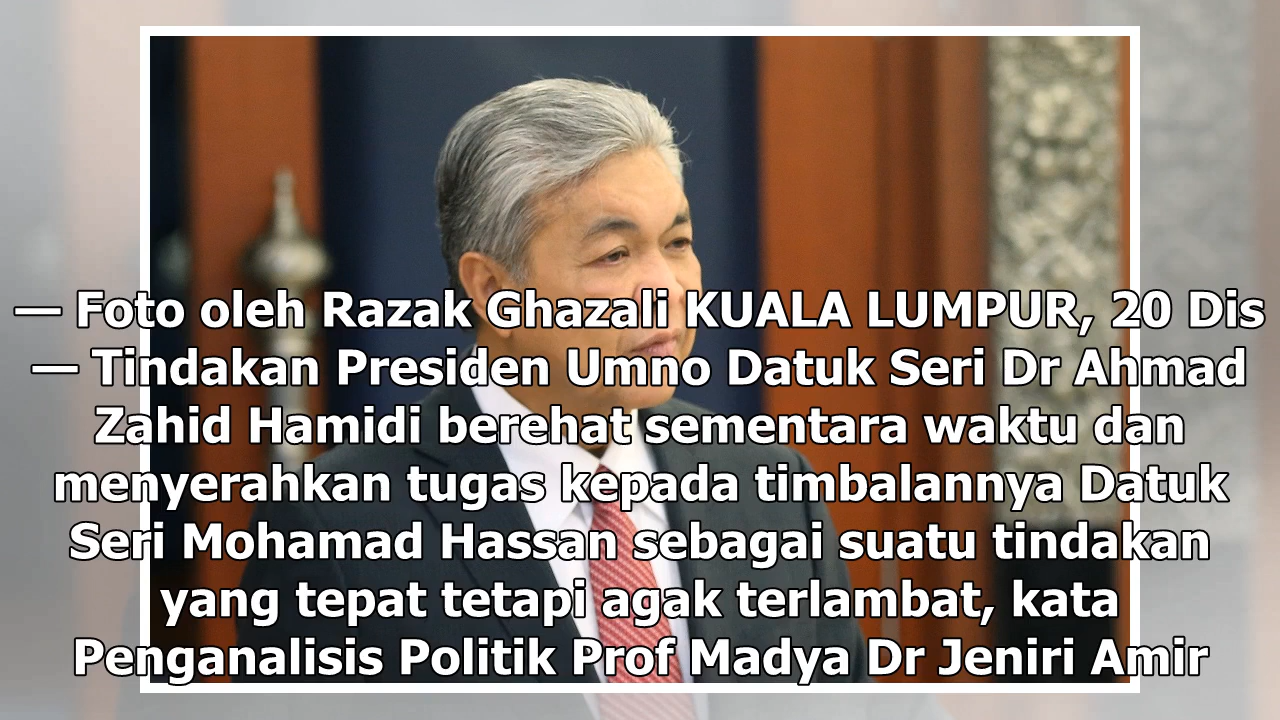 — Foto oleh Razak Ghazali KUALA LUMPUR, 20 Dis
— Tindakan Presiden Umno Datuk Seri Dr Ahmad
Zahid Hamidi berehat sementara waktu dan
menyerahkan tugas kepada timbalannya Datuk
Seri Mohamad Hassan sebagai suatu tindakan
yang tepat tetapi agak terlambat, kata
Penganalisis Politik Prof Madya Dr Jeniri Amir